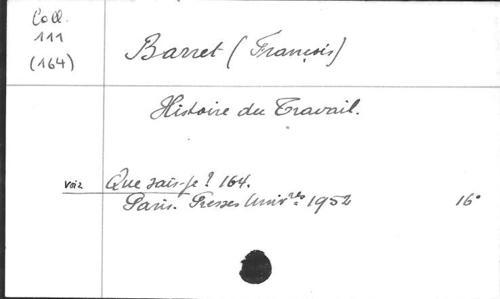 Coll.
111
(164)
Barret (François)
Histoire du Travail.
voir Que sais-je? 164.
Paris. Presses Univ.res 1952 16°